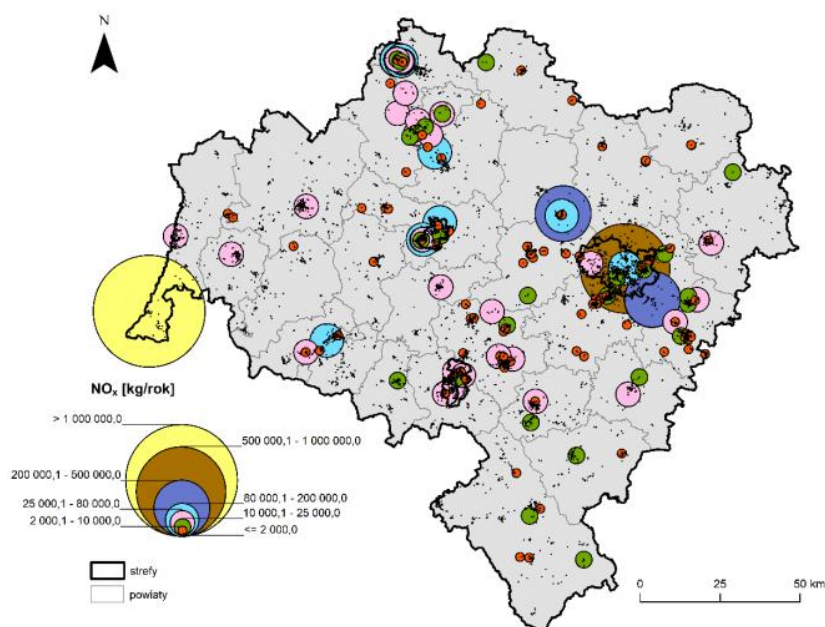 N
NOx [kg/rok]
> 1 000 000,0
500 000,1 - 1 000 000,0
200 000,1 - 500 000,0
80 000,1 - 200 000,0
25 000,1 - 80 000,0
10 000,1 - 25 000,0
2 000,1 - 10 000,0
<= 2 000,0
strefy
powiaty
0 25 50 km